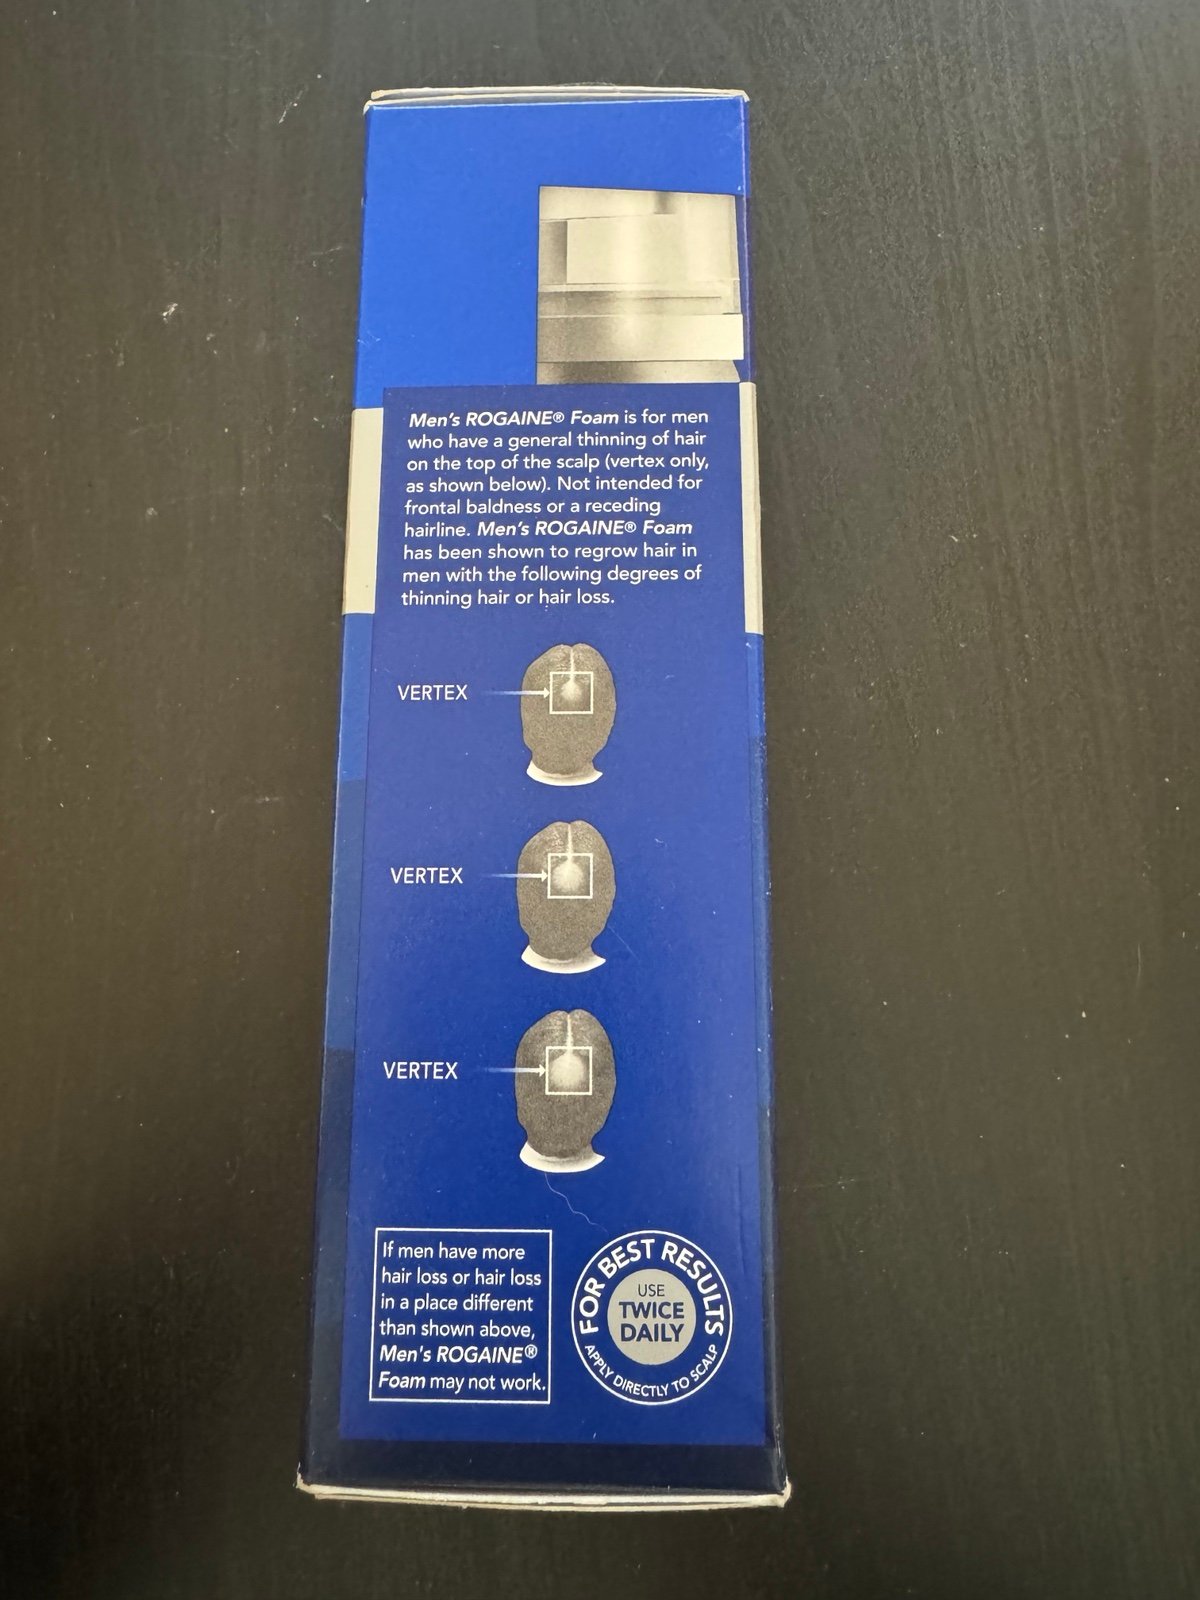 Men's ROGAINE® Foam is for men
who have a general thinning of hair
on the top of the scalp (vertex only,
as shown below). Not intended for
frontal baldness or a receding
hairline. Men's ROGAINE® Foam
has been shown to regrow hair in
men with the following degrees of
thinning hair or hair loss.
VERTEX
VERTEX
VERTEX
If men have more
hair loss or hair loss
in a place different
than shown above,
Men's ROGAINE®
Foam may not work.
FOR BEST RESULTS
USE
TWICE
DAILY
APPLY DIRECTLY TO SCALP